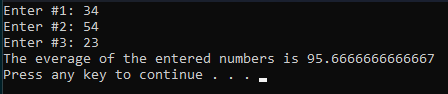 Enter #1: 34
Enter #2: 54
Enter #3: 23
The everage of the entered numbers is 95.6666666666667
Press any key to continue . . .